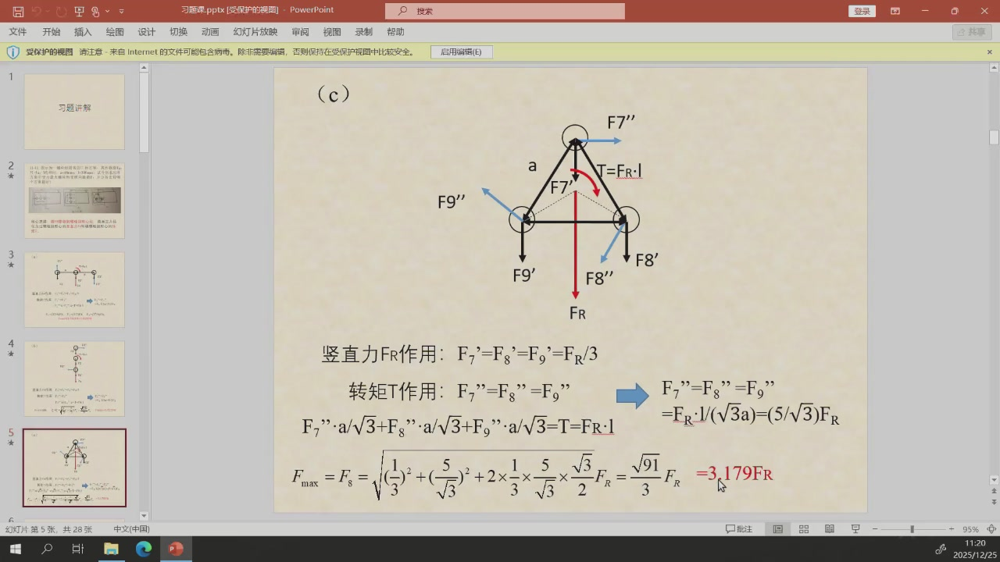 习题课.pptx [受保护的视图] - PowerPoint
搜索
登录
文件 开始 插入 绘图 设计 切换 动画 幻灯片放映 审阅 视图 录制 帮助
共享
受保护的视图 请注意 - 来自 Internet 的文件可能包含病毒。除非需要编辑，否则保持在受保护视图中比较安全。 启用编辑(E)
1
习题讲解
2
3
4
5
6
（c）
F7’’
a
T=FR·l
F7’
F9’’
F8’
F9’
F8’’
FR
竖直力FR作用：F7’=F8’=F9’=FR/3
转矩T作用：F7’’=F8’’ =F9’’
F7’’=F8’’ =F9’’
=FR·l/(√3a)=(5/√3)FR
F7’’·a/√3+F8’’·a/√3+F9’’·a/√3=T=FR·l
Fmax = F8 = √((1/3)² + (5/√3)² + 2×1/3×5/√3×√3/2) FR = √91/3 FR =3.179FR
幻灯片 第 5 张，共 28 张 中文(中国)
批注
95%
11:20
2025/12/25